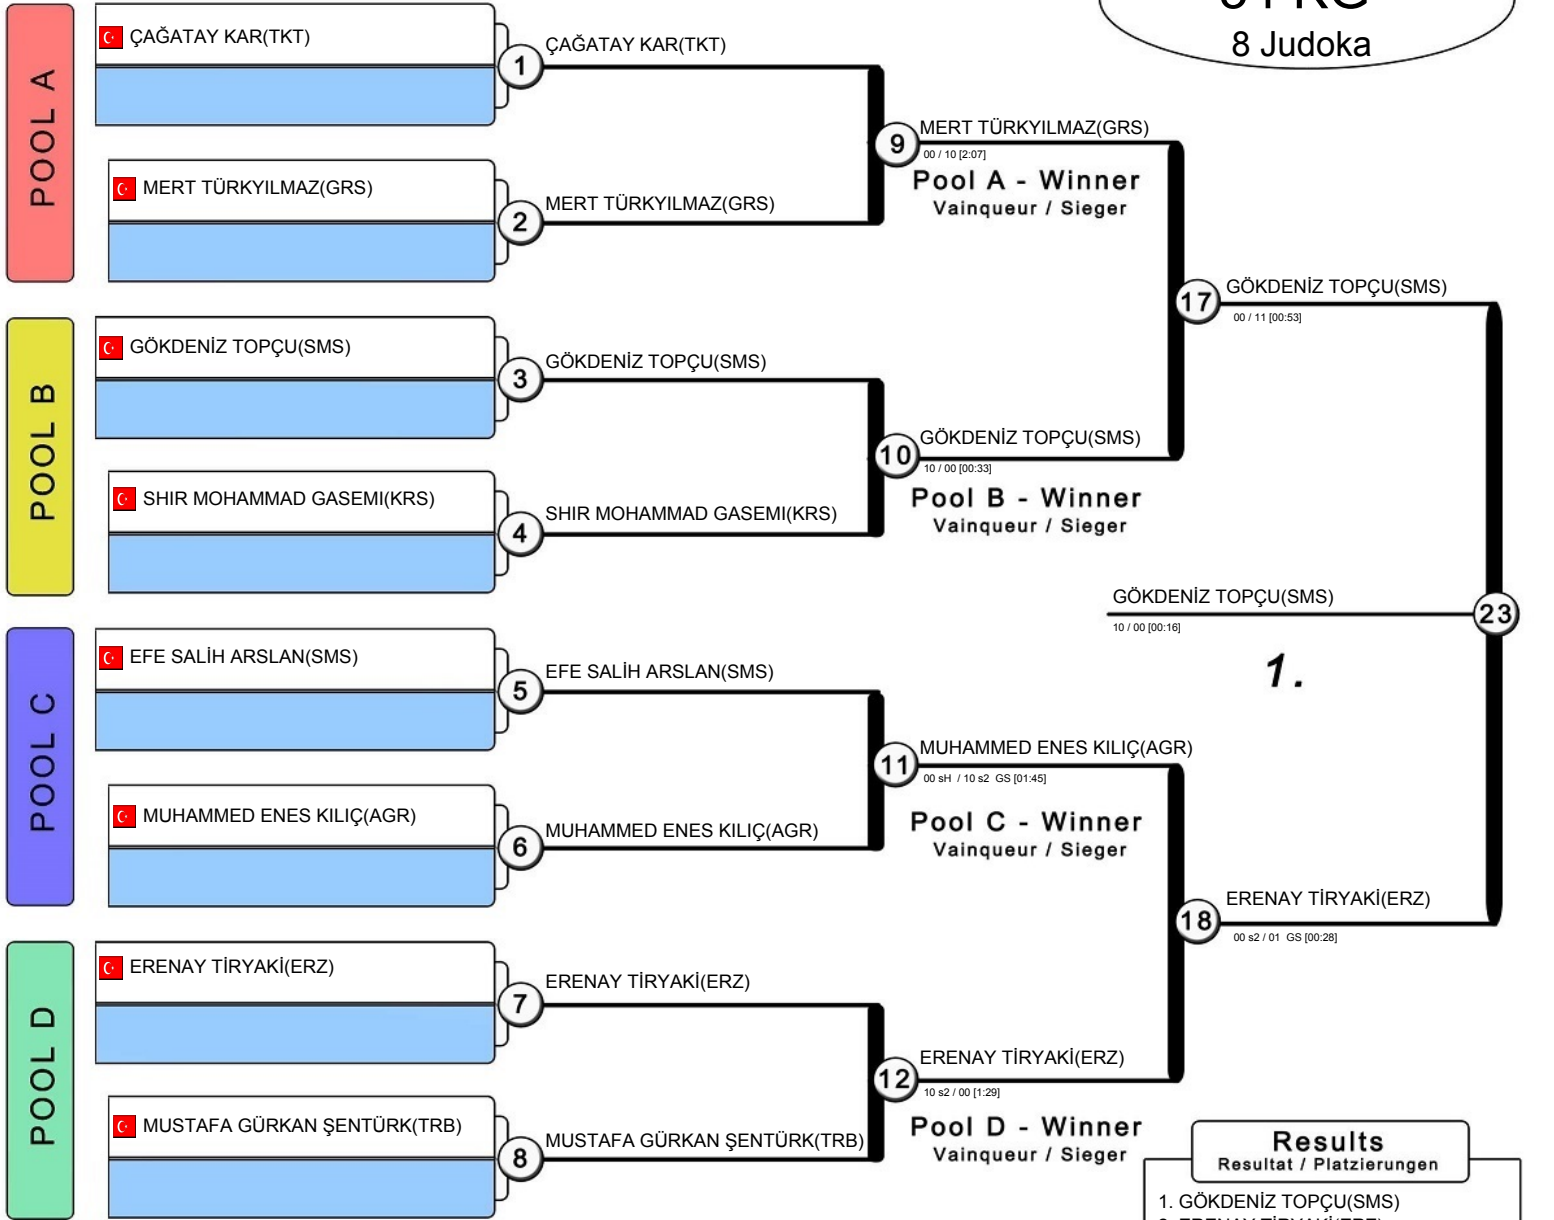 8 Judoka
POOL A
ÇAĞATAY KAR(TKT)
1
ÇAĞATAY KAR(TKT)
MERT TÜRKYILMAZ(GRS)
2
MERT TÜRKYILMAZ(GRS)
9
MERT TÜRKYILMAZ(GRS)
00 / 10 [2:07]
Pool A - Winner
Vainqueur / Sieger
POOL B
GÖKDENİZ TOPÇU(SMS)
3
GÖKDENİZ TOPÇU(SMS)
SHIR MOHAMMAD GASEMI(KRS)
4
SHIR MOHAMMAD GASEMI(KRS)
10
GÖKDENİZ TOPÇU(SMS)
10 / 00 [00:33]
Pool B - Winner
Vainqueur / Sieger
17
GÖKDENİZ TOPÇU(SMS)
00 / 11 [00:53]
GÖKDENİZ TOPÇU(SMS)
23
10 / 00 [00:16]
1.
POOL C
EFE SALİH ARSLAN(SMS)
5
EFE SALİH ARSLAN(SMS)
MUHAMMED ENES KILIÇ(AGR)
6
MUHAMMED ENES KILIÇ(AGR)
11
MUHAMMED ENES KILIÇ(AGR)
00 sH / 10 s2 GS [01:45]
Pool C - Winner
Vainqueur / Sieger
18
ERENAY TİRYAKİ(ERZ)
00 s2 / 01 GS [00:28]
POOL D
ERENAY TİRYAKİ(ERZ)
7
ERENAY TİRYAKİ(ERZ)
MUSTAFA GÜRKAN ŞENTÜRK(TRB)
8
MUSTAFA GÜRKAN ŞENTÜRK(TRB)
12
ERENAY TİRYAKİ(ERZ)
10 s2 / 00 [1:29]
Pool D - Winner
Vainqueur / Sieger
Results
Resultat / Platzierungen
1. GÖKDENİZ TOPÇU(SMS)